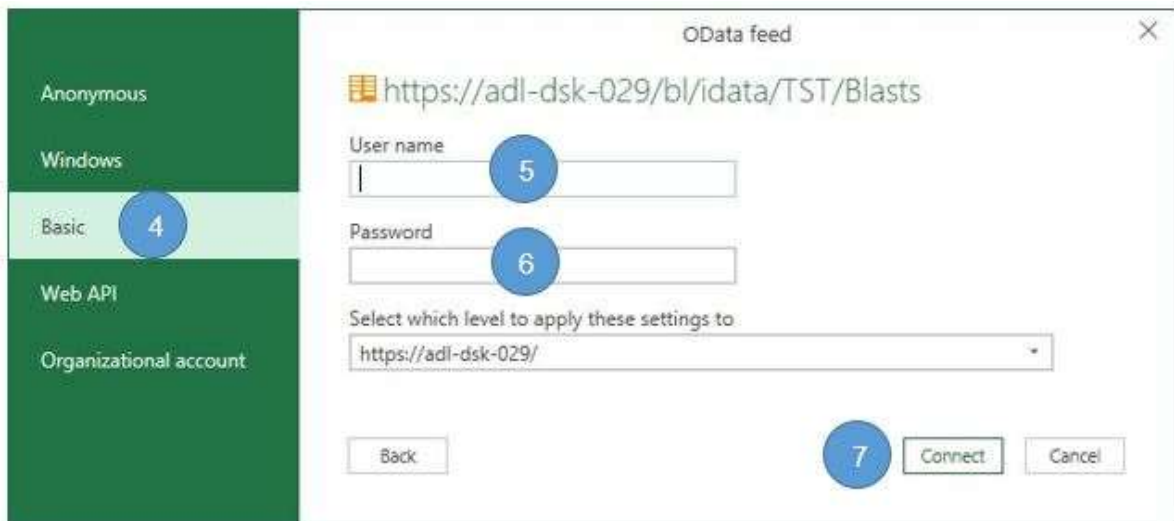 OData feed
Anonymous
Windows
Basic 4
Web API
Organizational account
https://adl-dsk-029/bl/idata/TST/Blasts
User name
5
Password
6
Select which level to apply these settings to
https://adl-dsk-029/
Back
7
Connect
Cancel